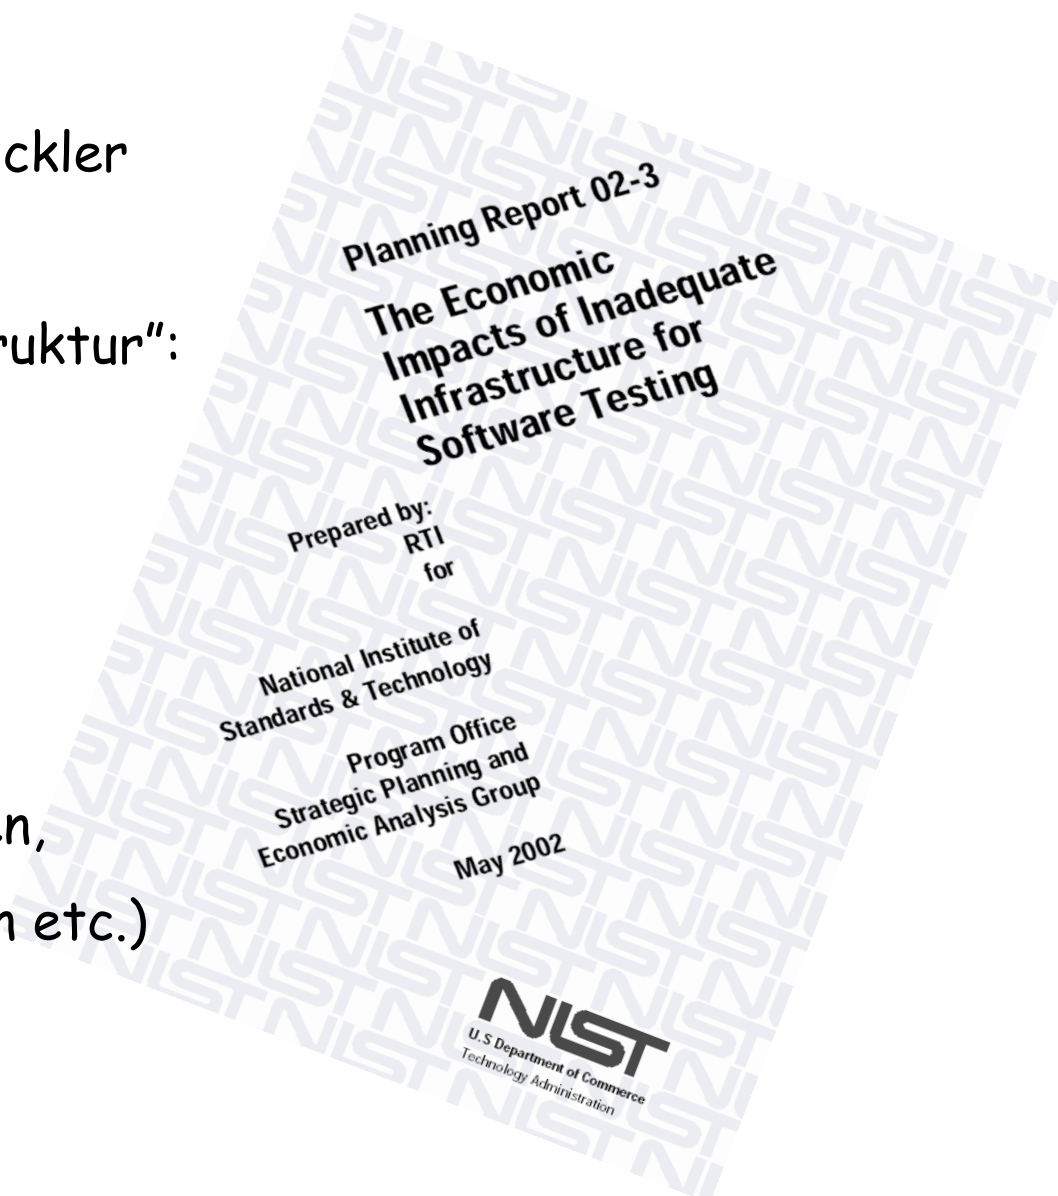 ckler
ruktur":
n,
etc.)
Planning Report 02-3
The Economic
Impacts of Inadequate
Infrastructure for
Software Testing
Prepared by:
RTI
for
National Institute of
Standards & Technology
Program Office
Strategic Planning and
Economic Analysis Group
May 2002
NIST
U.S Department of Commerce
Technology Administration